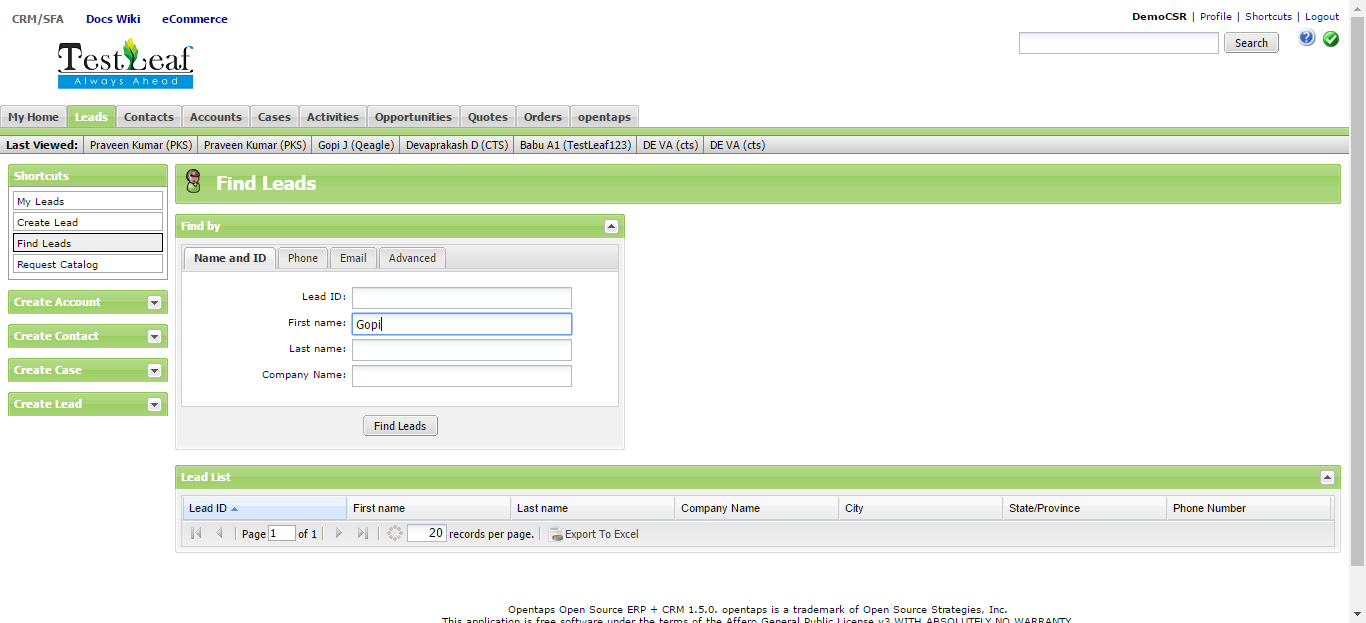 CRM/SFA Docs Wiki eCommerce
DemoCSR | Profile | Shortcuts | Logout
Search
TestLeaf
Always Ahead
My Home Leads Contacts Accounts Cases Activities Opportunities Quotes Orders opentaps
Last Viewed: Praveen Kumar (PKS) Praveen Kumar (PKS) Gopi J (Qeagle) Devaprakash D (CTS) Babu A1 (TestLeaf123) DE VA (cts) DE VA (cts)
Shortcuts
My Leads
Create Lead
Find Leads
Request Catalog
Create Account
Create Contact
Create Case
Create Lead
Find Leads
Find by
Name and ID Phone Email Advanced
Lead ID:
First name: Gopi
Last name:
Company Name:
Find Leads
Lead List
Lead ID First name Last name Company Name City State/Province Phone Number
Page 1 of 1 20 records per page. Export To Excel
Opentaps Open Source ERP + CRM 1.5.0. opentaps is a trademark of Open Source Strategies, Inc.
This application is free software under the terms of the Affero General Public License v3 WITH ABSOLUTELY NO WARRANTY